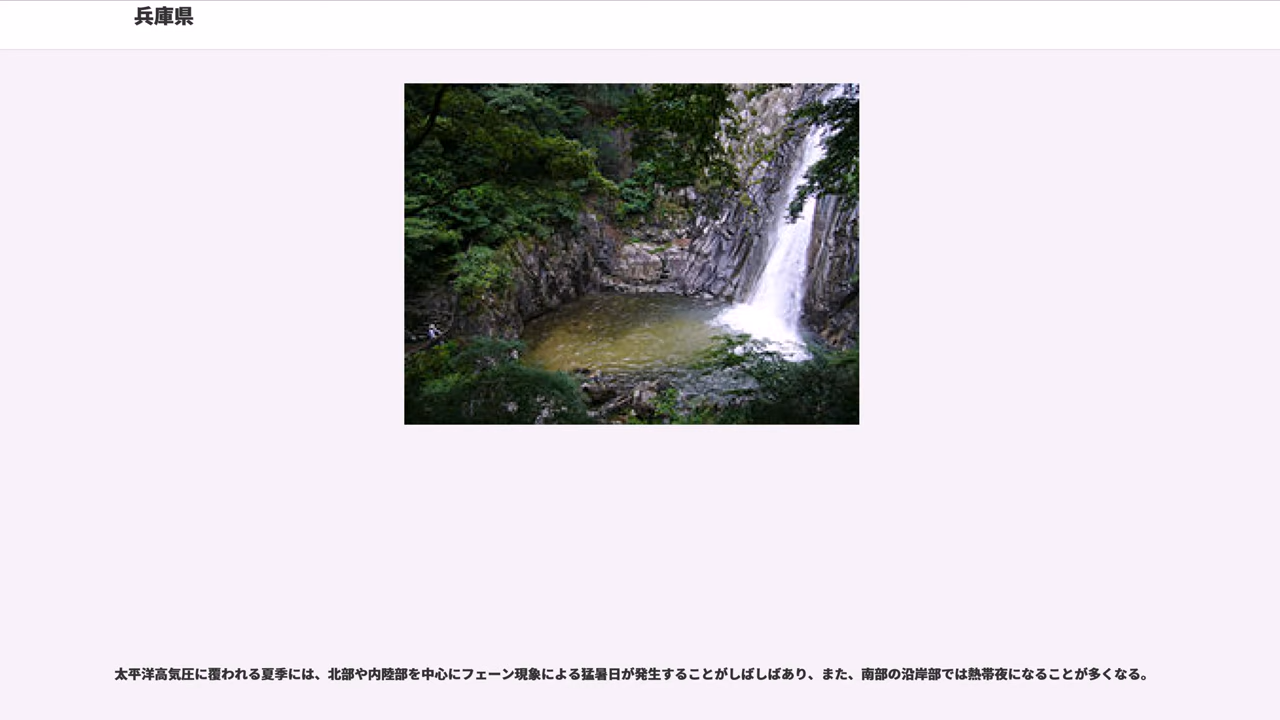 兵庫県
太平洋高気圧に覆われる夏季には、北部や内陸部を中心にフェーン現象による猛暑日が発生することがしばしばあり、また、南部の沿岸部では熱帯夜になることが多くなる。